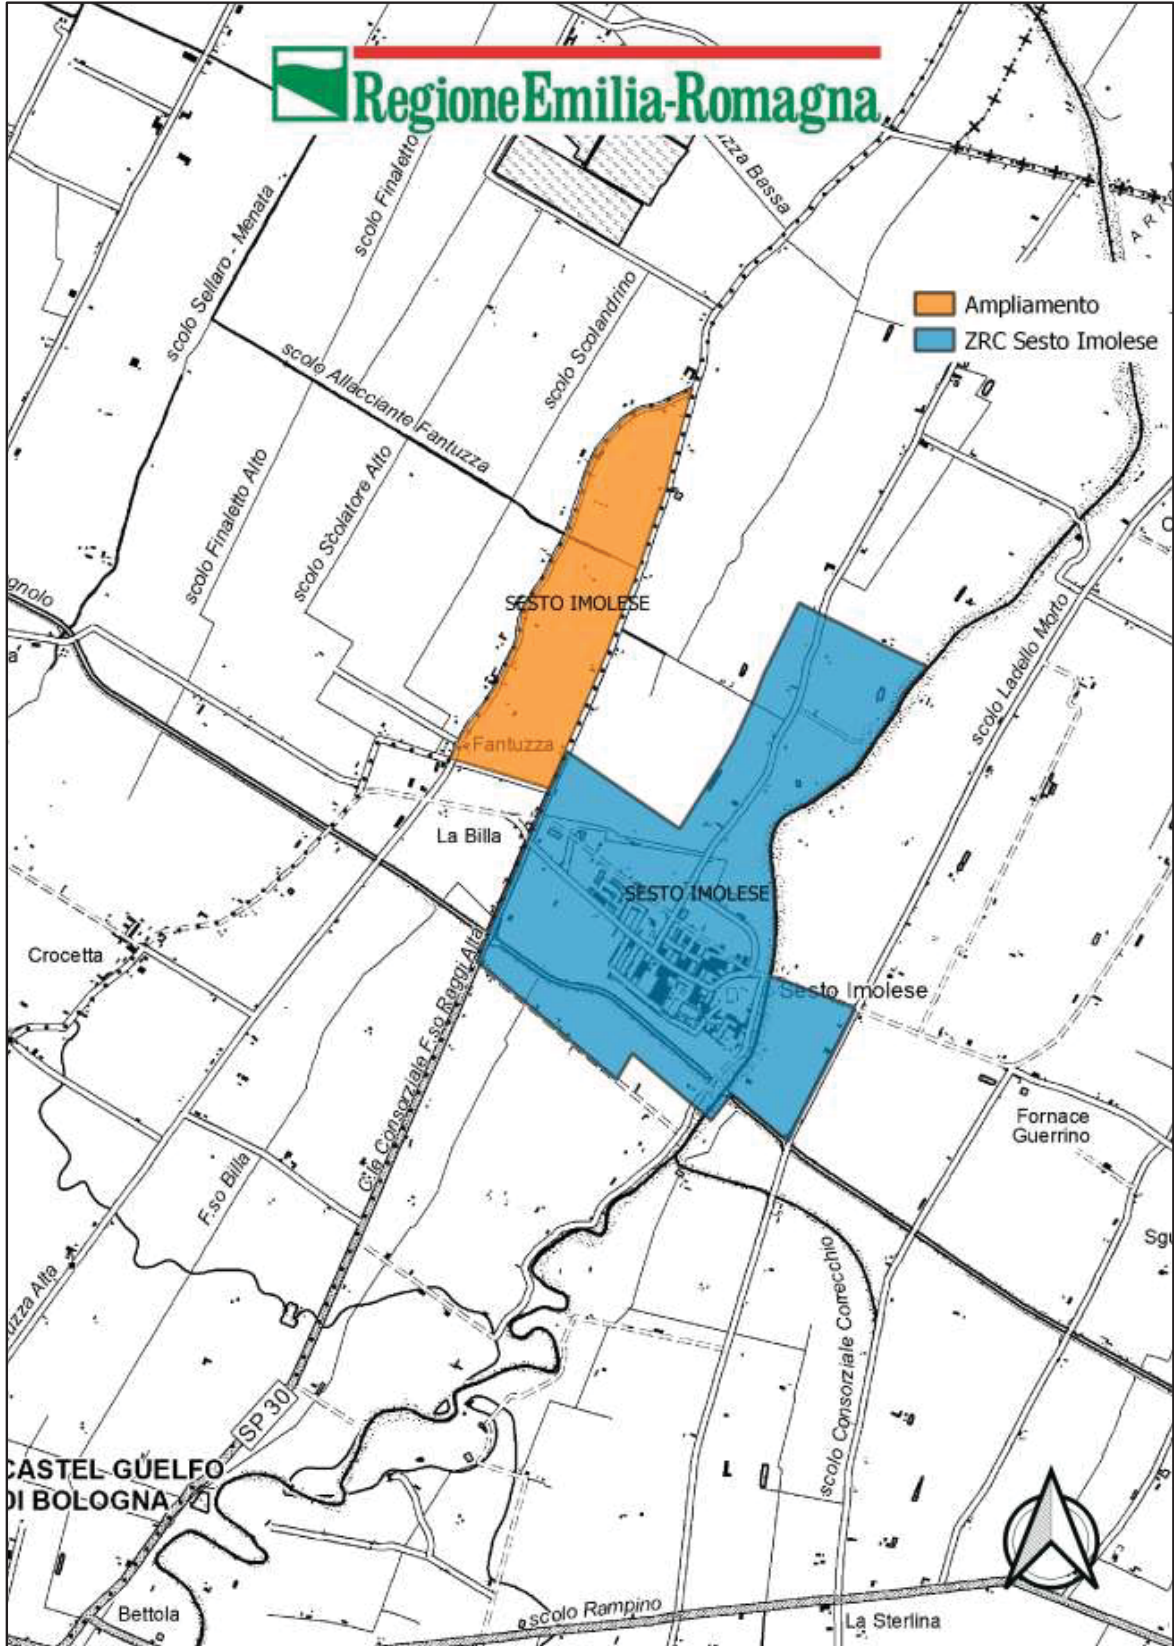 RegioneEmilia-Romagna
scolo Finaletto
zza Bassa
scolo Sellaro - Menata
scolo Scolandrino
Ampliamento
ZRC Sesto Imolese
scolo Allacciante Fantuzza
scolo Finaletto Alto
scolo Scolatore Alto
gnolo
SESTO IMOLESE
scolo Ladello Morto
Fantuzza
La Billa
SESTO IMOLESE
Crocetta
C.le Consorziale F.so Raggi Alta
Sesto Imolese
Fornace
Guerrino
F.so Billa
Sgu
uzza Alta
scolo Consorziale Correcchio
SP 30
CASTEL GUELFO
DI BOLOGNA
Bettola
scolo Rampino
La Sterlina